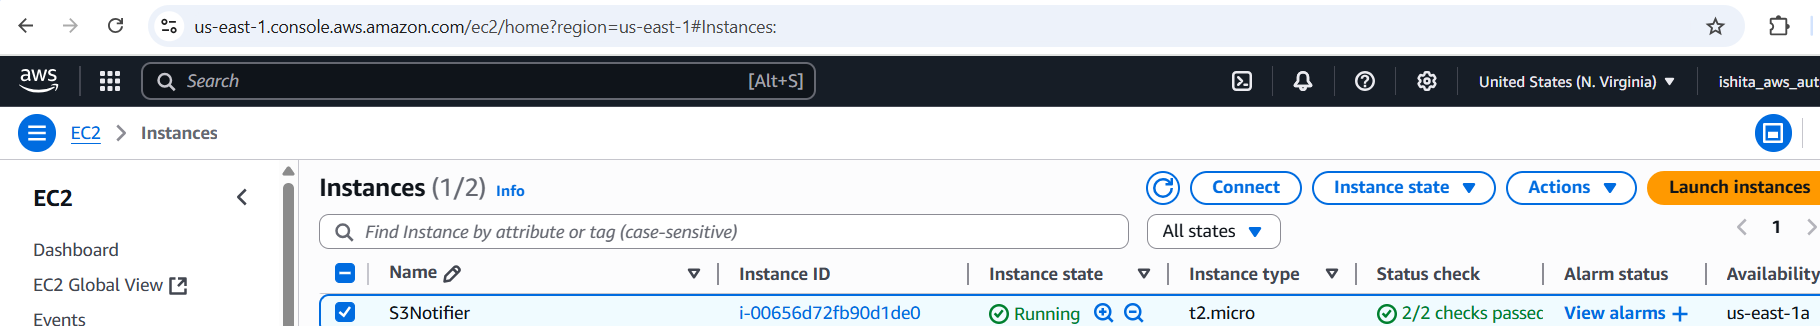 us-east-1.console.aws.amazon.com/ec2/home?region=us-east-1#Instances:
aws Search [Alt+S] United States (N. Virginia) ishita_aws_aut
EC2 Instances
EC2
Dashboard
EC2 Global View
Events
Instances (1/2) Info Connect Instance state Actions Launch instances
Find Instance by attribute or tag (case-sensitive) All states 1
Name Instance ID Instance state Instance type Status check Alarm status Availability
S3Notifier i-00656d72fb90d1de0 Running t2.micro 2/2 checks passec View alarms + us-east-1a